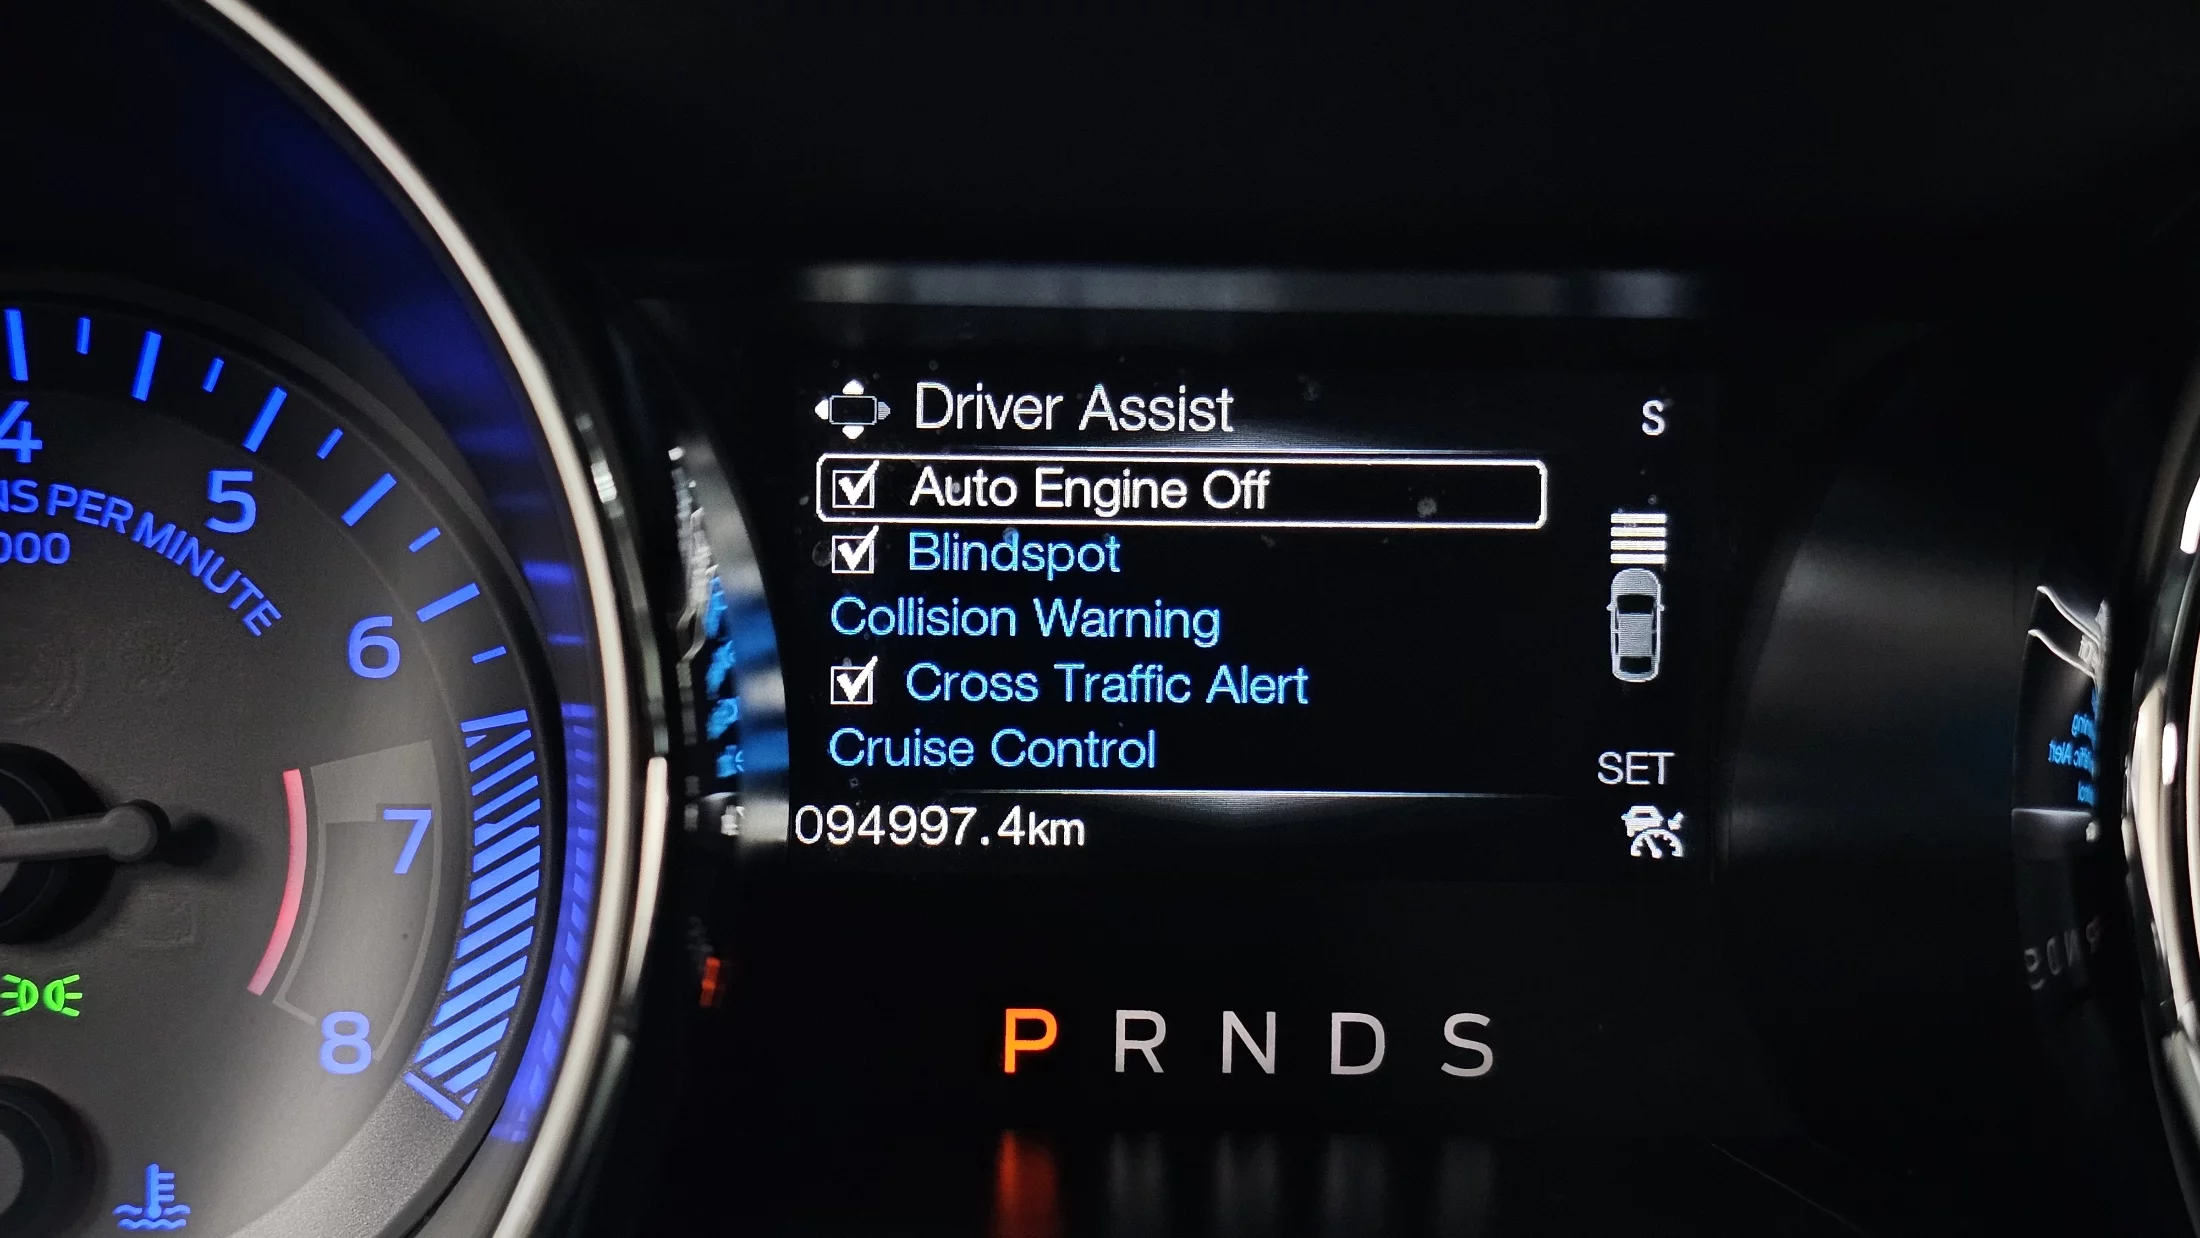 Driver Assist
S
Auto Engine Off
Blindspot
Collision Warning
Cross Traffic Alert
Cruise Control
SET
094997.4km
P R N D S
4
5
6
7
8
NS PER MINUTE
000